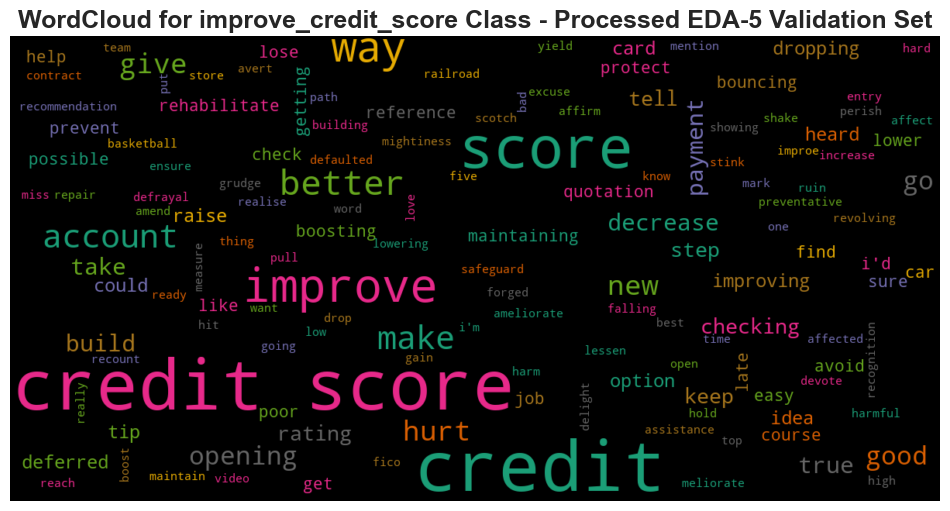 WordCloud for improve_credit_score Class - Processed EDA-5 Validation Set
team way yield card mention dropping hard
help give lose protect
contract put store avert railroad bouncing
recommendation rehabilitate getting path reference excuse bad affirm tell entry perish affect
prevent building scotch payment showing shake heard lower
basketball mightiness score improe increase
possible ensure check defaulted five know stink
miss repair defrayal grudge better quotation mark ruin go
amend realise word love preventative
raise boosting decrease one revolving
account thing lowering maintaining step find
take measure pull safeguard improving i'd
could ready improve forged new sure car
like want ameliorate falling
hit drop i'm best checking time affected
build recount going low make lessen recognition
gain harm open late avoid devote
credit score job option keep easy
really poor delight hold idea harmful
tip rating hurt assistance course
deferred boost opening credit top true good
reach maintain video get fico meliorate high